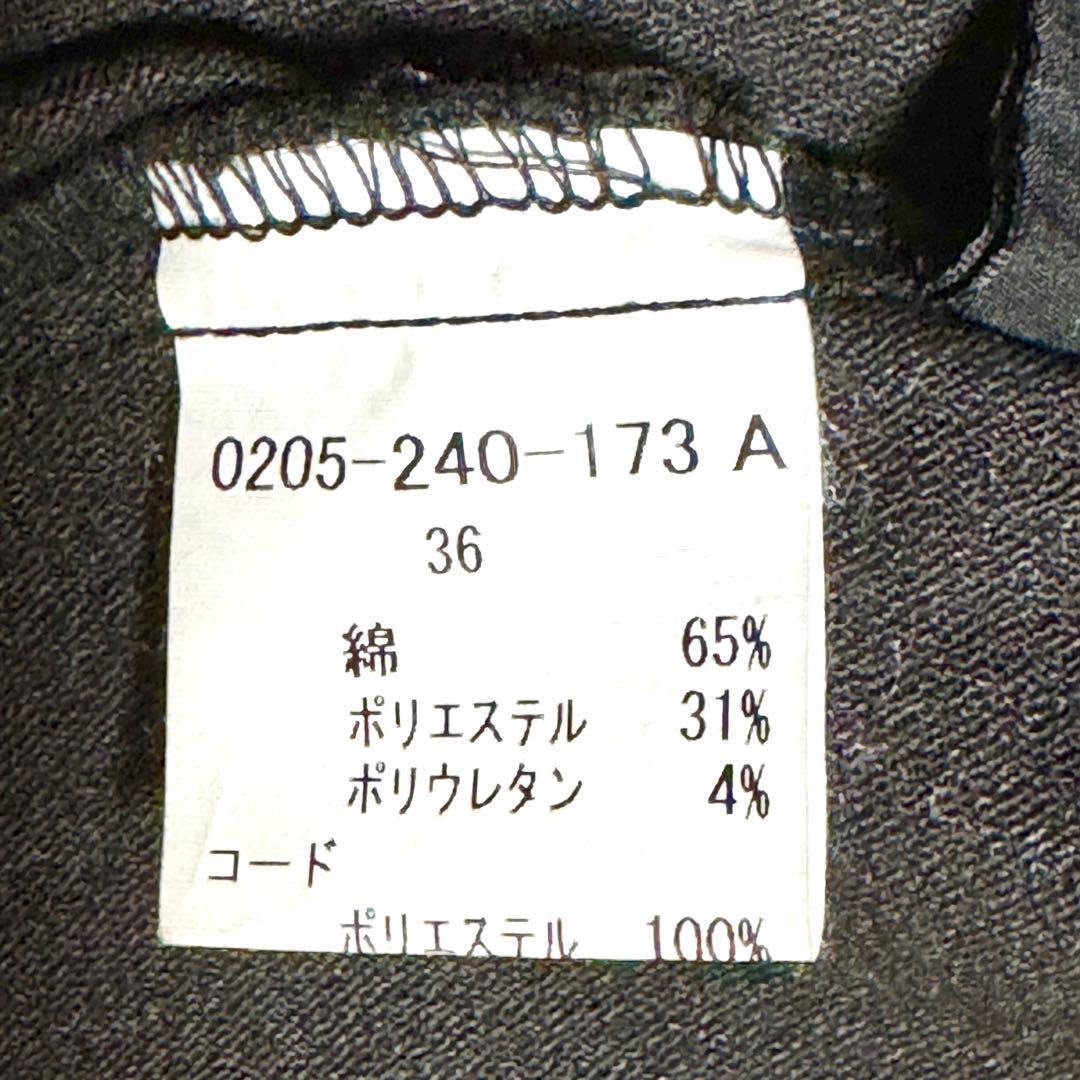 0205-240-173 A
36
綿 65%
ポリエステル 31%
ポリウレタン 4%
コード
ポリエステル 100%